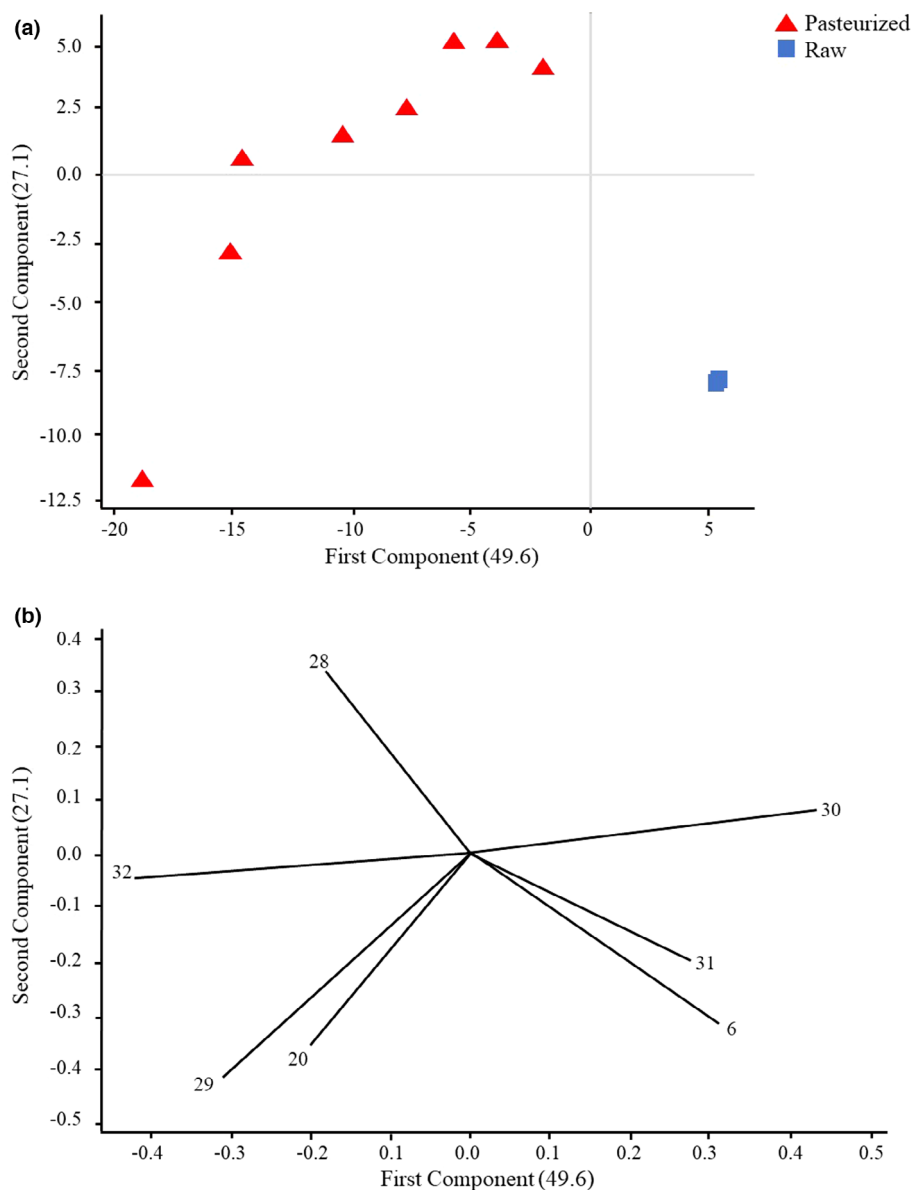 (a)
Pasteurized
Raw
5.0
2.5
0.0
-2.5
-5.0
-7.5
-10.0
-12.5
Second Component (27.1)
-20 -15 -10 -5 0 5
First Component (49.6)
(b)
0.4
0.3
0.2
0.1
0.0
-0.1
-0.2
-0.3
-0.4
-0.5
Second Component (27.1)
28
30
32
31
6
20
29
-0.4 -0.3 -0.2 0.1 0.0 0.1 0.2 0.3 0.4 0.5
First Component (49.6)